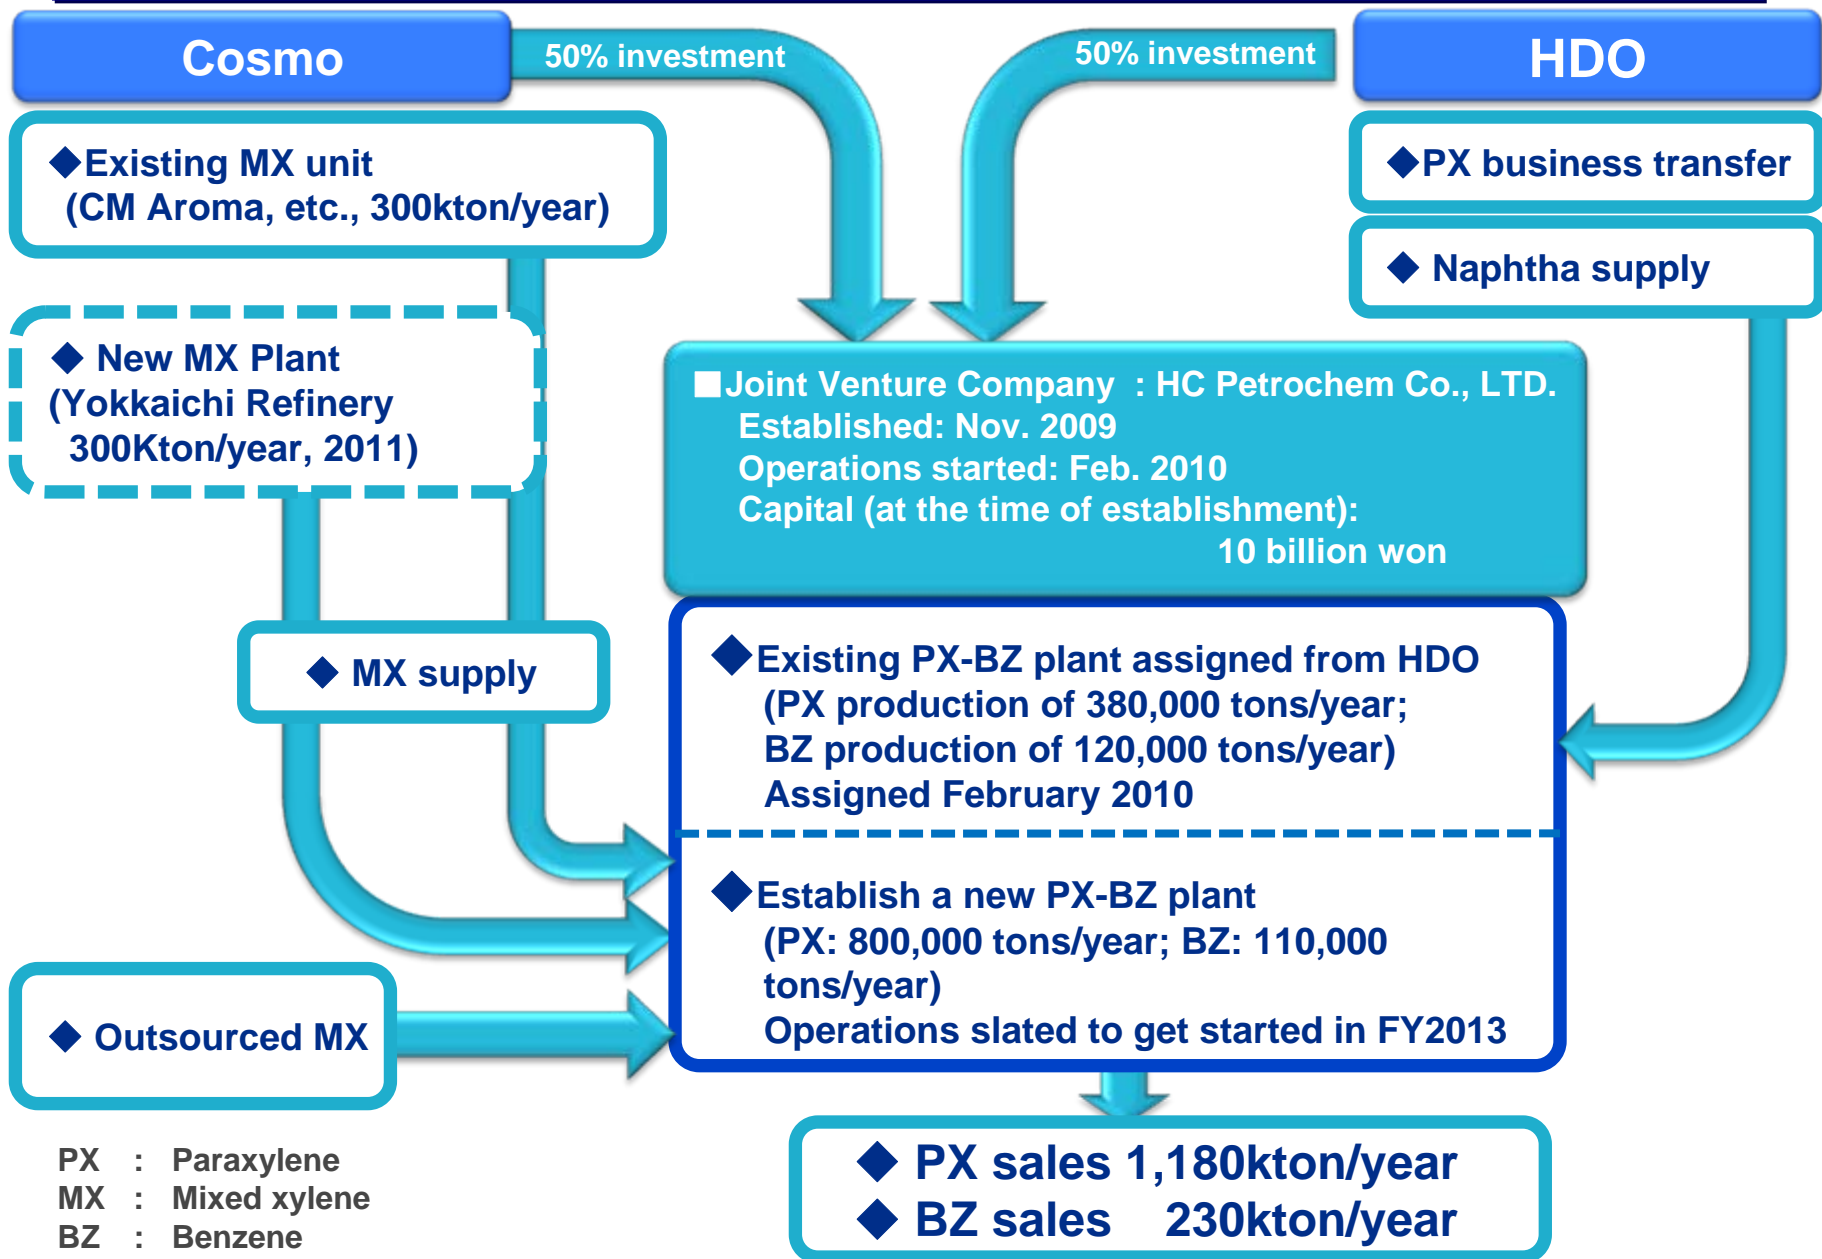 Cosmo
50% investment
50% investment
HDO
◆Existing MX unit
(CM Aroma, etc., 300kton/year)
◆PX business transfer
◆ Naphtha supply
◆ New MX Plant
(Yokkaichi Refinery
300Kton/year, 2011)
■Joint Venture Company : HC Petrochem Co., LTD.
Established: Nov. 2009
Operations started: Feb. 2010
Capital (at the time of establishment):
10 billion won
◆ MX supply
◆Existing PX-BZ plant assigned from HDO
(PX production of 380,000 tons/year;
BZ production of 120,000 tons/year)
Assigned February 2010
◆Establish a new PX-BZ plant
(PX: 800,000 tons/year; BZ: 110,000
tons/year)
Operations slated to get started in FY2013
◆ Outsourced MX
◆ PX sales 1,180kton/year
◆ BZ sales 230kton/year
PX : Paraxylene
MX : Mixed xylene
BZ : Benzene